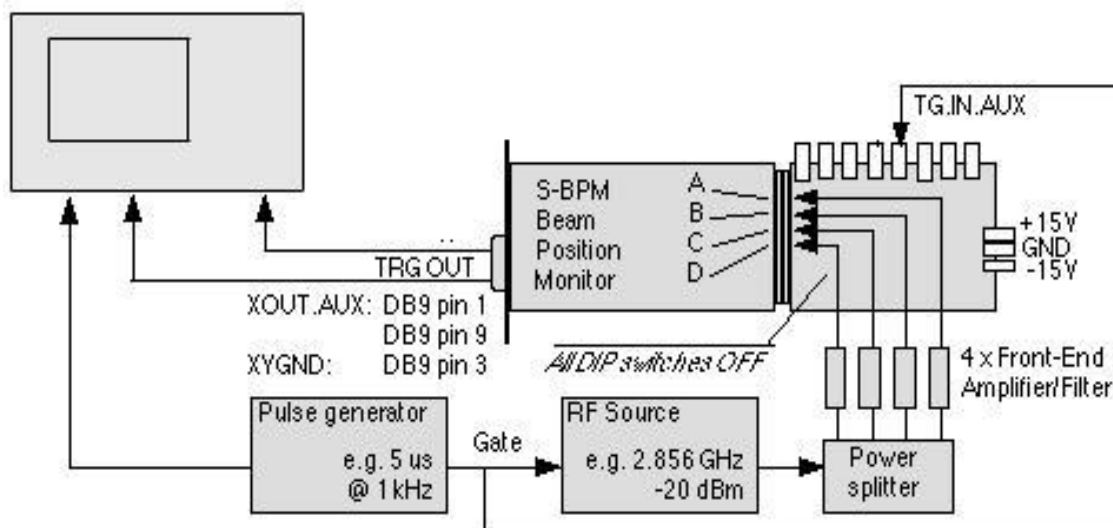 TG.IN.AUX
S-BPM
Beam
Position
Monitor
A
B
C
D
+15V
GND
-15V
TRG OUT
XOUT.AUX: DB9 pin 1
DB9 pin 9
XYGND: DB9 pin 3
All DIP switches OFF
4 x Front-End
Amplifier/Filter
Pulse generator
e.g. 5 us
@ 1kHz
Gate
RF Source
e.g. 2.856 GHz
-20 dBm
Power
splitter